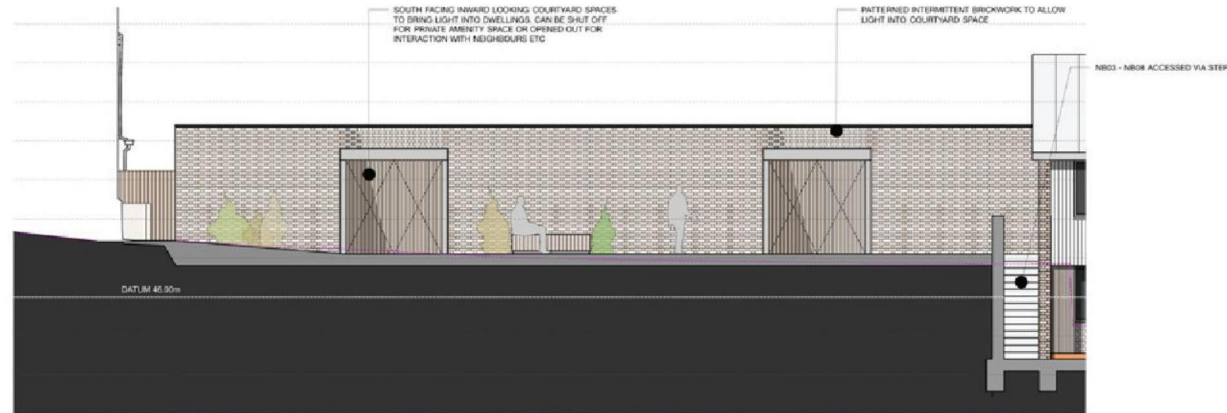 SOUTH FACING INWARD LOOKING COURTYARD SPACES
TO BRING LIGHT INTO DWELLINGS. CAN BE SHUT OFF
FOR PRIVATE AMENITY SPACE OR OPENED OUT FOR
INTERACTION WITH NEIGHBOURS ETC
PATTERNED INTERMITTENT BRICKWORK TO ALLOW
LIGHT INTO COURTYARD SPACE
NB03 - NB08 ACCESSED VIA STEP
DATUM 46.90m